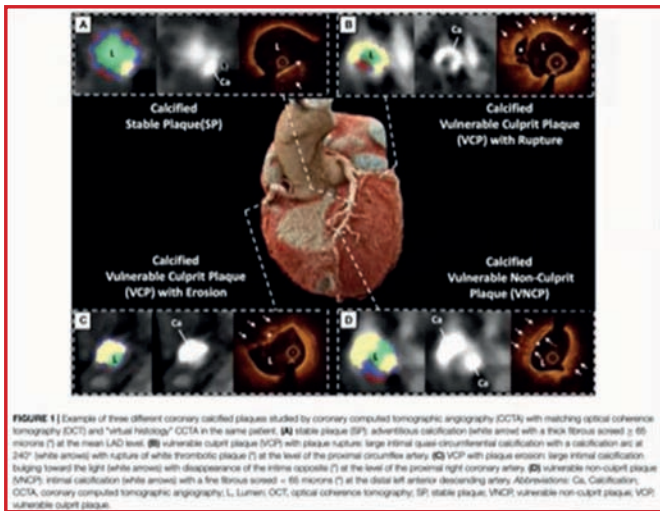 A
L
Ca
B
L
Ca
L
Calcified
Stable Plaque(SP)
Calcified
Vulnerable Culprit Plaque
(VCP) with Rupture
Calcified
Vulnerable Culprit Plaque
(VCP) with Erosion
Calcified
Vulnerable Non-Culprit
Plaque (VNCP)
C
L
Ca
L
D
L
Ca
Ca
L
FIGURE 1 | Example of three different coronary calcified plaques studied by coronary computed tomographic angiography (CCTA) with matching optical coherence
tomography (OCT) and "virtual histology" CCTA in the same patient. (A) stable plaque (SP): adventitious calcification (white arrow) with a thick fibrous screed ≥ 65
microns (*) at the mean LAD level. (B) vulnerable culprit plaque (VCP) with plaque rupture: large intimal quasi-circumferential calcification with a calcification arc at
240° (white arrows) with rupture of white thrombotic plaque (*) at the level of the proximal circumflex artery. (C) VCP with plaque erosion: large intimal calcification
bulging toward the light (white arrows) with disappearance of the intima opposite (*) at the level of the proximal right coronary artery. (D) vulnerable non-culprit plaque
(VNCP): intimal calcification (white arrows) with a fine fibrous screed < 65 microns (*) at the distal left anterior descending artery. Abbreviations: Ca, Calcification;
CCTA, coronary computed tomographic angiography; L, Lumen; OCT, optical coherence tomography; SP, stable plaque; VNCP, vulnerable non-culprit plaque; VCP,
vulnerable culprit plaque.